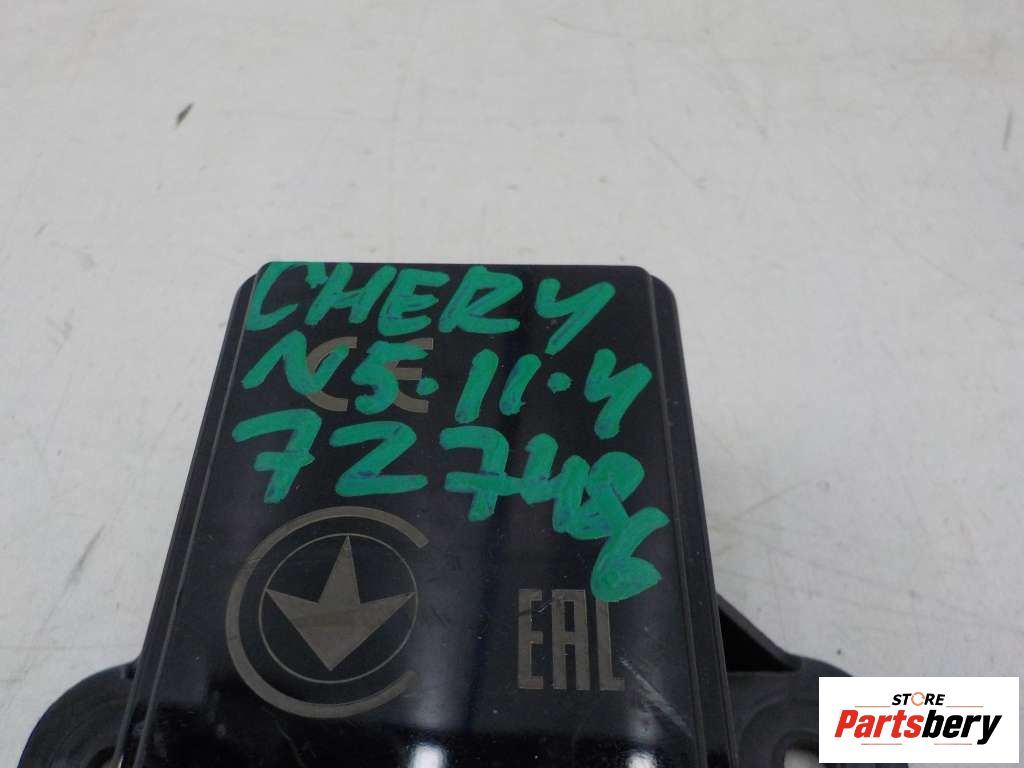 CHERY
CE
N5.11.4
EAC
STORE
Partsbery